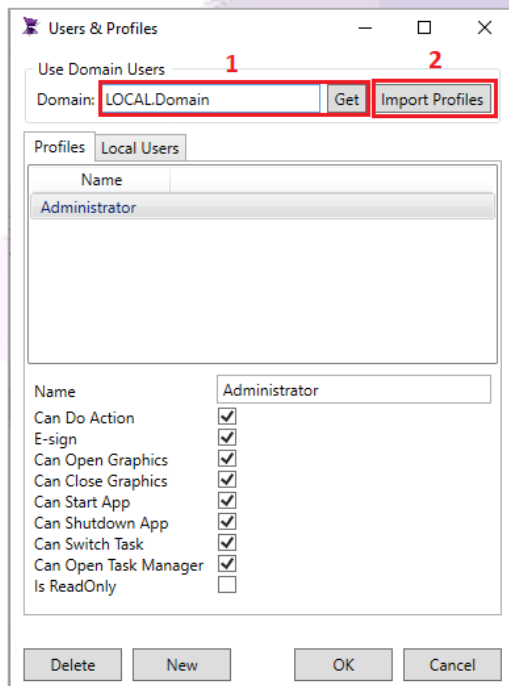 Users & Profiles
Use Domain Users
1
2
Domain: LOCAL.Domain Get Import Profiles
Profiles Local Users
Name
Administrator
Name Administrator
Can Do Action
E-sign
Can Open Graphics
Can Close Graphics
Can Start App
Can Shutdown App
Can Switch Task
Can Open Task Manager
Is ReadOnly
Delete New OK Cancel